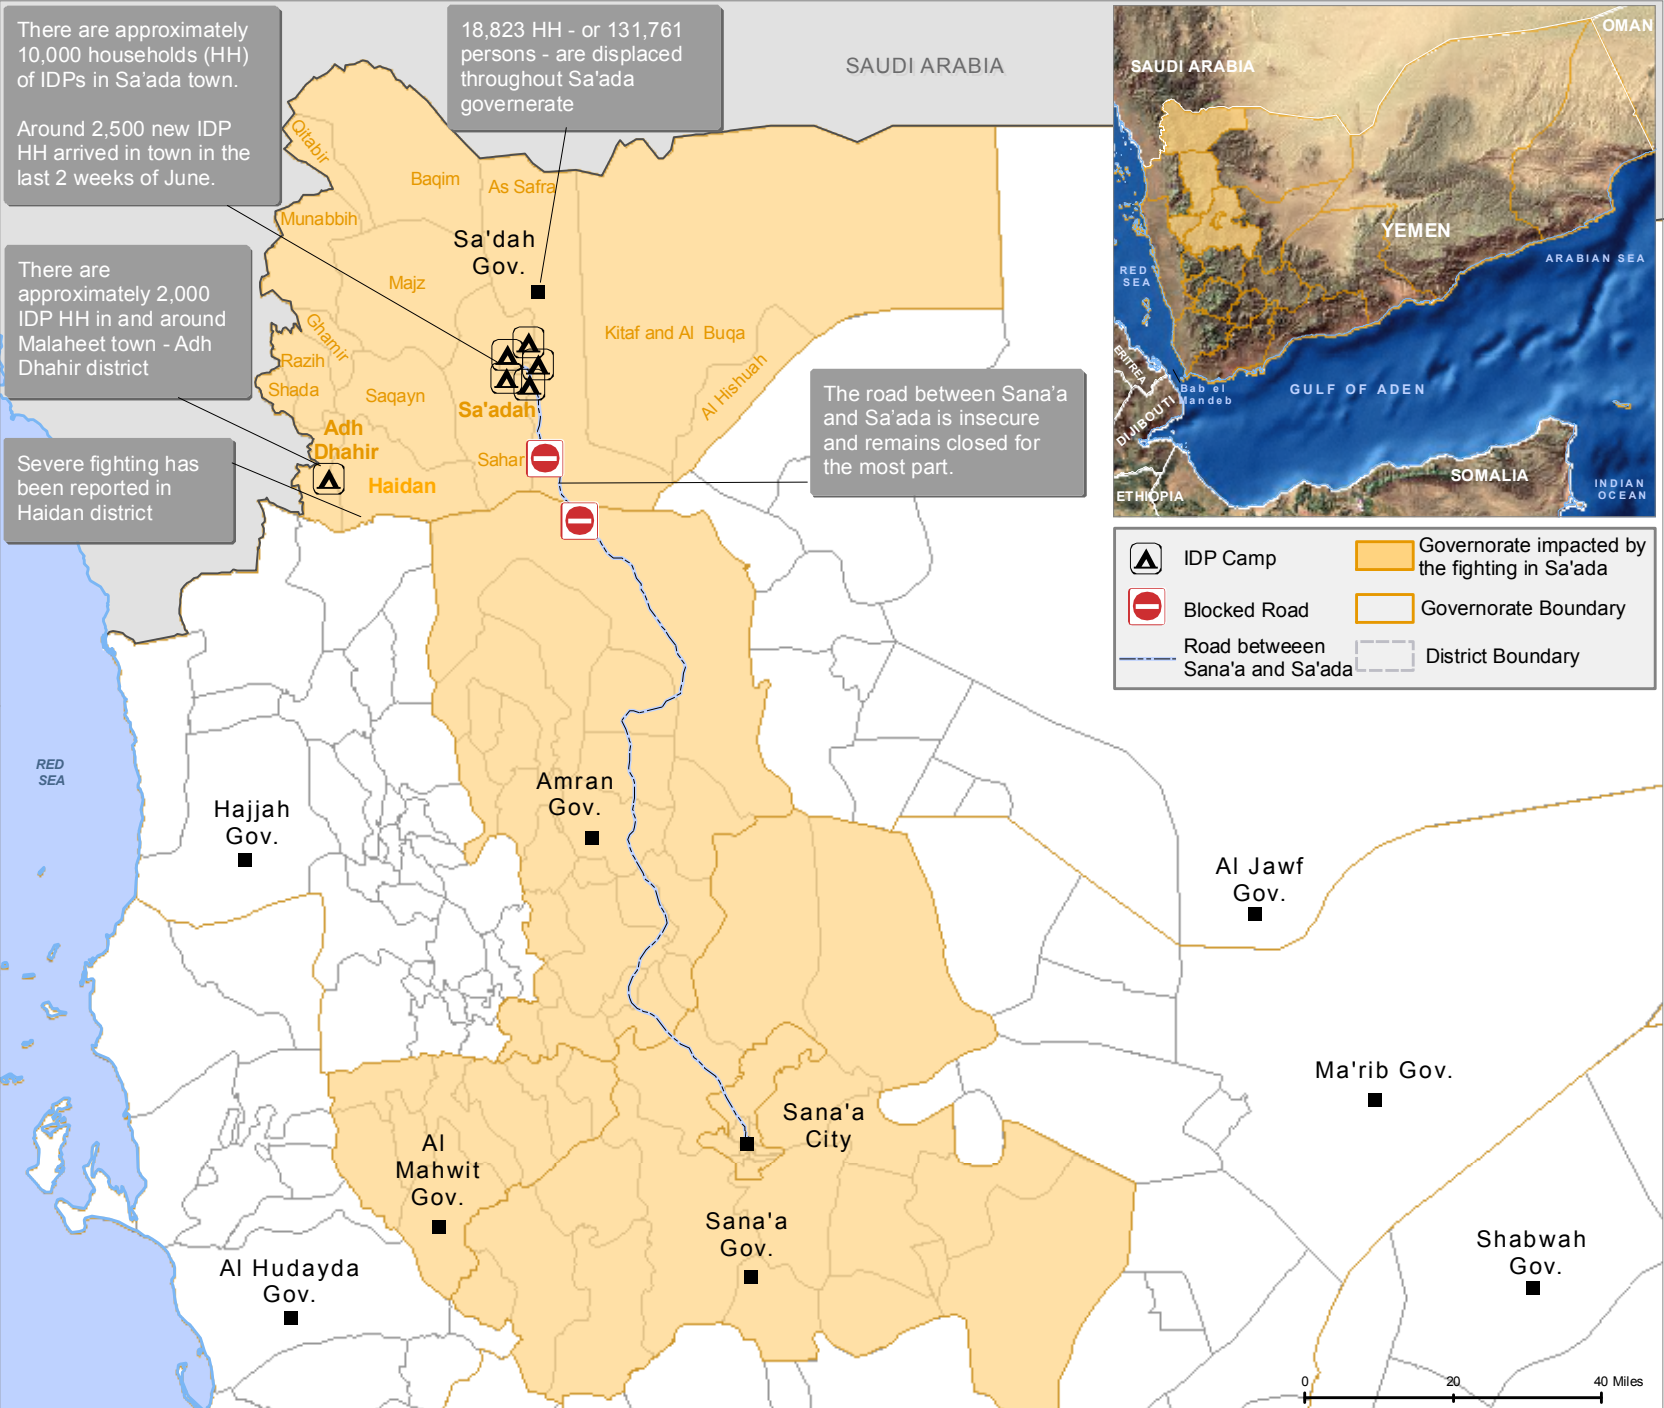 There are approximately
10,000 households (HH)
of IDPs in Sa'ada town.
Around 2,500 new IDP
HH arrived in town in the
last 2 weeks of June.
18,823 HH - or 131,761
persons - are displaced
throughout Sa'ada
governerate
There are
approximately 2,000
IDP HH in and around
Malaheet town - Adh
Dhahir district
Severe fighting has
been reported in
Haidan district
The road between Sana'a
and Sa'ada is insecure
and remains closed for
the most part.
SAUDI ARABIA
Qitabir
Baqim
As Safra
Munabbih
Sa'dah
Gov.
Majz
Ghamir
Razih
Shada
Saqayn
Kitaf and Al Buqa
Al Hishuah
Sa'adah
Adh
Dhahir
Sahar
Haidan
RED
SEA
Hajjah
Gov.
Amran
Gov.
Al Jawf
Gov.
Ma'rib Gov.
Sana'a
City
Al
Mahwit
Gov.
Sana'a
Gov.
Shabwah
Gov.
Al Hudayda
Gov.
0 20 40 Miles
OMAN
SAUDI ARABIA
YEMEN
ARABIAN SEA
RED
SEA
ERITREA
Bab el
Mandeb
GULF OF ADEN
DIJIBOUTI
SOMALIA
INDIAN
OCEAN
ETHIOPIA
IDP Camp
Governorate impacted by
the fighting in Sa'ada
Blocked Road
Governorate Boundary
Road betweeen
Sana'a and Sa'ada
District Boundary